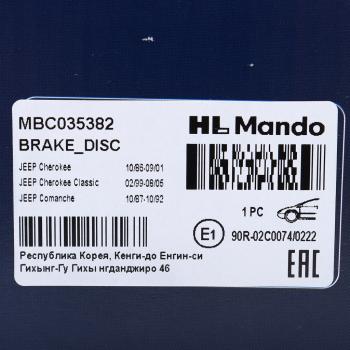 MBC035382
BRAKE_DISC
HL Mando
JEEP Cherokee 10/86-09/01
JEEP Cherokee Classic 02/99-08/05
JEEP Comanche 10/87-10/92
1 PC
E1
90R-02C0074/0222
Республика Корея, Кенги-до Енгин-си
Гихынг-Гу Гихы нгданджиро 46
EAC